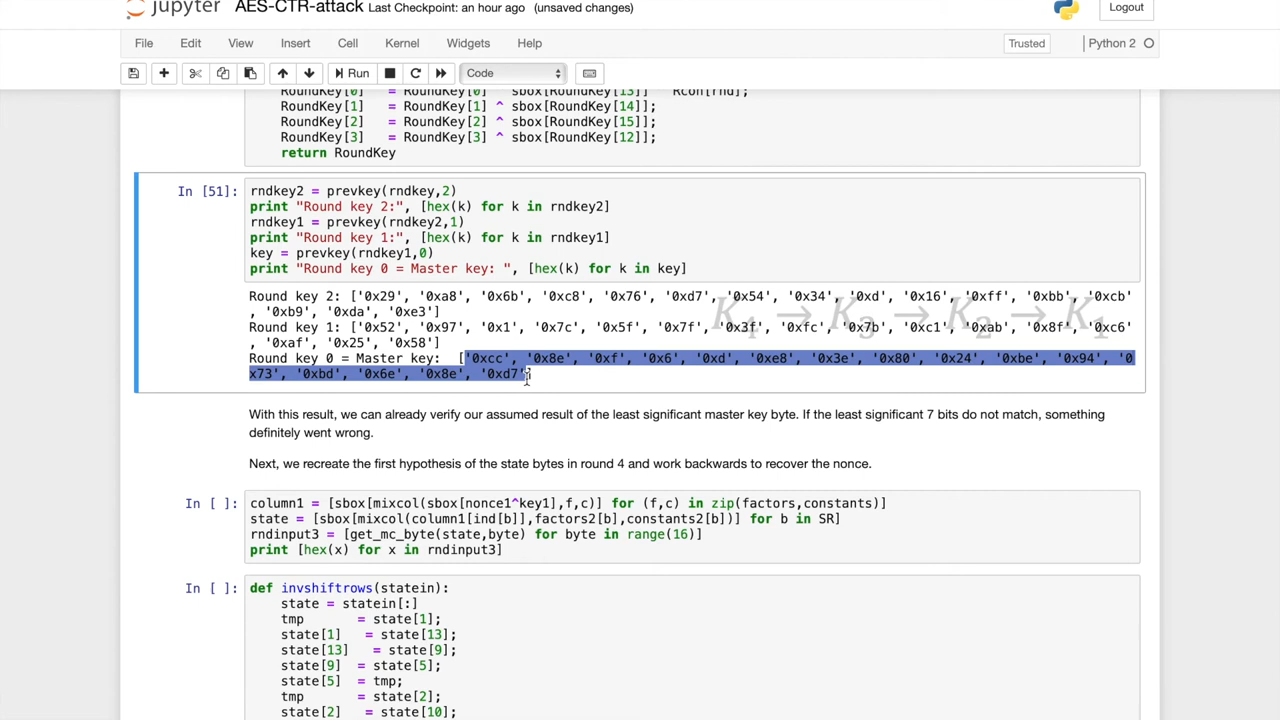 jupyter AES-CTR-attack Last Checkpoint: an hour ago (unsaved changes) Logout
File Edit View Insert Cell Kernel Widgets Help Trusted Python 2
Run Code
RoundKey[0] = RoundKey[0] ^ sbox[RoundKey[13]] ^ Rcon[rnd];
RoundKey[1] = RoundKey[1] ^ sbox[RoundKey[14]];
RoundKey[2] = RoundKey[2] ^ sbox[RoundKey[15]];
RoundKey[3] = RoundKey[3] ^ sbox[RoundKey[12]];
return RoundKey
In [51]: rndkey2 = prevkey(rndkey,2)
print "Round key 2:", [hex(k) for k in rndkey2]
rndkey1 = prevkey(rndkey2,1)
print "Round key 1:", [hex(k) for k in rndkey1]
key = prevkey(rndkey1,0)
print "Round key 0 = Master key: ", [hex(k) for k in key]
Round key 2: ['0x29', '0xa8', '0x6b', '0xc8', '0x76', '0xd7', '0x54', '0x34', '0xd', '0x16', '0xff', '0xbb', '0xcb'
, '0xb9', '0xda', '0xe3']
K₄ → K₃ → K₂ → K₁
Round key 1: ['0x52', '0x97', '0x1', '0x7c', '0x5f', '0x7f', '0x3f', '0xfc', '0x7b', '0xc1', '0xab', '0x8f', '0xc6'
, '0xaf', '0x25', '0x58']
Round key 0 = Master key:  ['0xcc', '0x8e', '0xf', '0x6', '0xd', '0xe8', '0x3e', '0x80', '0x24', '0xbe', '0x94', '0
x73', '0xbd', '0x6e', '0x8e', '0xd7']
With this result, we can already verify our assumed result of the least significant master key byte. If the least significant 7 bits do not match, something
definitely went wrong.
Next, we recreate the first hypothesis of the state bytes in round 4 and work backwards to recover the nonce.
In [ ]: column1 = [sbox[mixcol(sbox[nonce1^key1],f,c)] for (f,c) in zip(factors,constants)]
state = [sbox[mixcol(column1[ind[b]],factors2[b],constants2[b])] for b in SR]
rndinput3 = [get_mc_byte(state,byte) for byte in range(16)]
print [hex(x) for x in rndinput3]
In [ ]: def invshiftrows(statein):
state = statein[:]
tmp = state[1];
state[1] = state[13];
state[13] = state[9];
state[9] = state[5];
state[5] = tmp;
tmp = state[2];
state[2] = state[10];